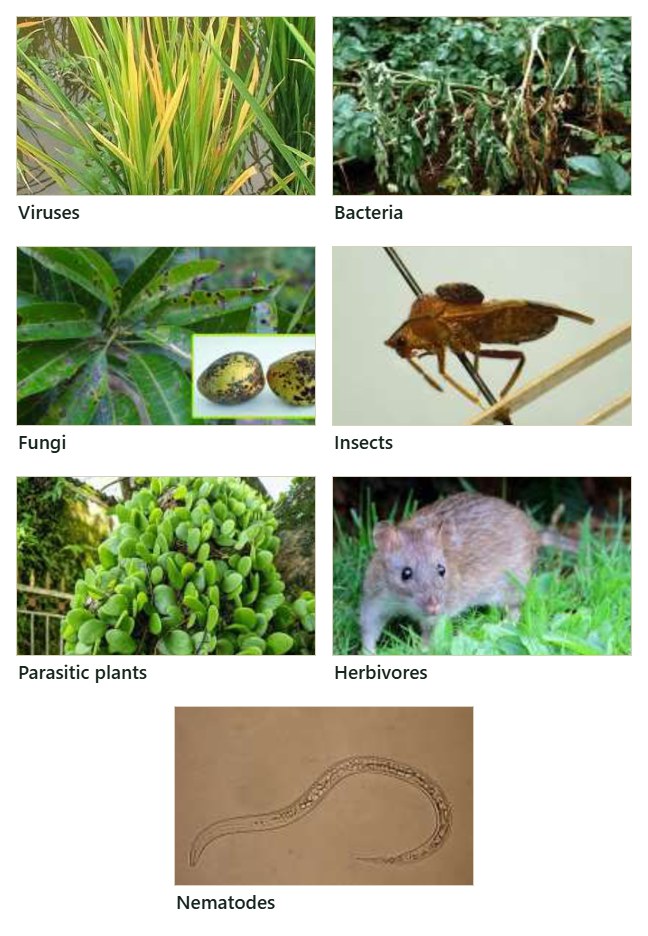 Viruses
Bacteria
Fungi
Insects
Parasitic plants
Herbivores
Nematodes